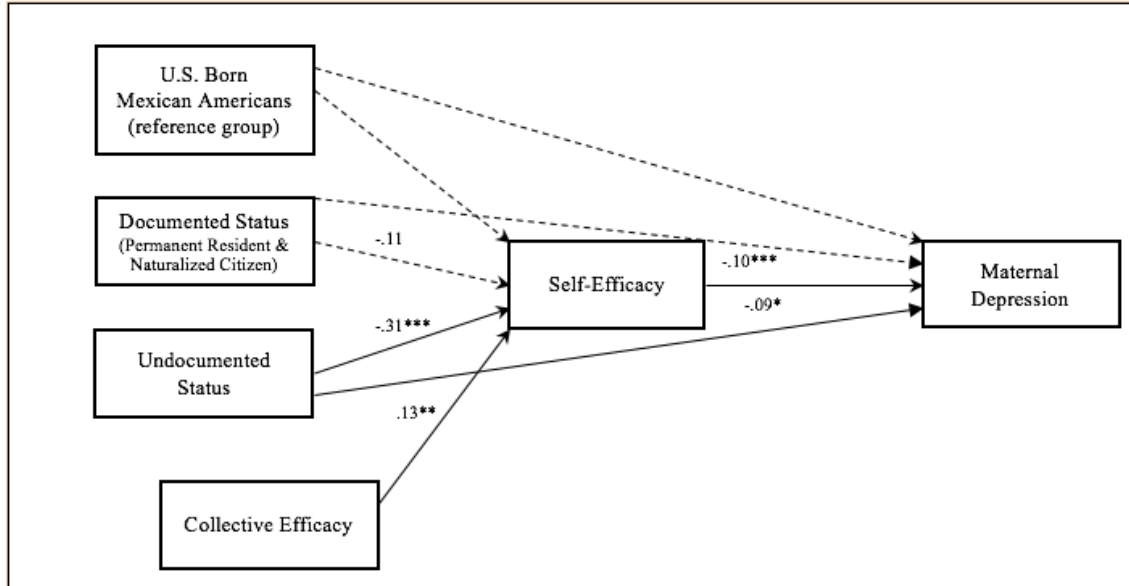 U.S. Born
Mexican Americans
(reference group)
Documented Status
(Permanent Resident &
Naturalized Citizen)
-.11
Self-Efficacy
-.10***
-.09*
Maternal
Depression
-.31***
Undocumented
Status
.13**
Collective Efficacy